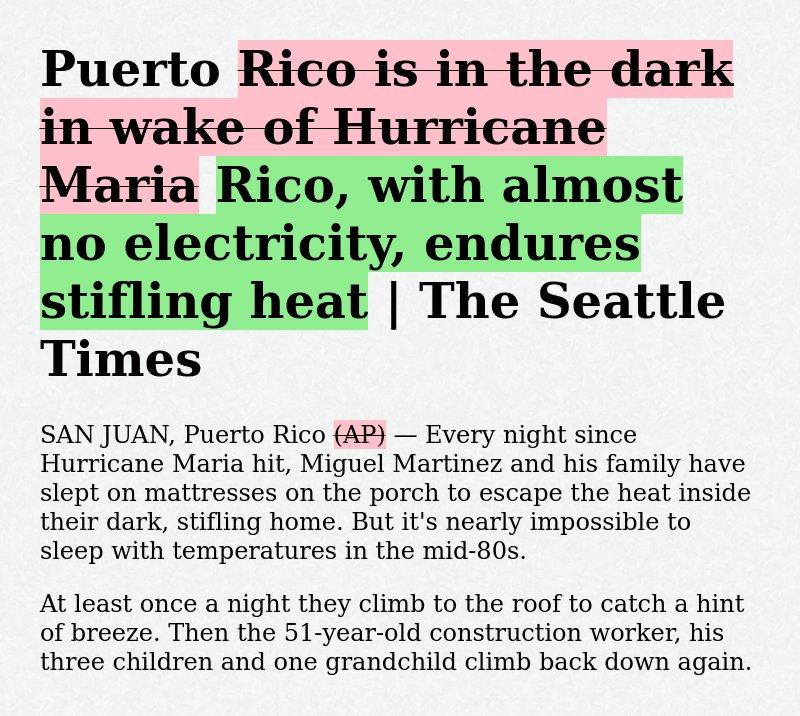 Puerto Rico is in the dark
in wake of Hurricane
Maria Rico, with almost
no electricity, endures
stifling heat | The Seattle
Times
SAN JUAN, Puerto Rico (AP) — Every night since
Hurricane Maria hit, Miguel Martinez and his family have
slept on mattresses on the porch to escape the heat inside
their dark, stifling home. But it's nearly impossible to
sleep with temperatures in the mid-80s.
At least once a night they climb to the roof to catch a hint
of breeze. Then the 51-year-old construction worker, his
three children and one grandchild climb back down again.